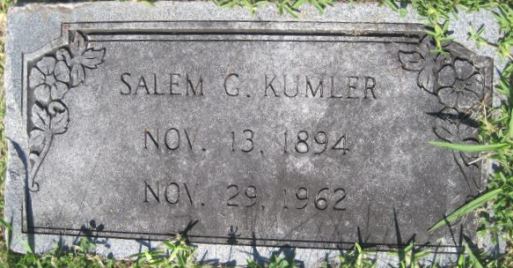 SALEM G. KUMLER
NOV. 13, 1894
NOV. 29, 1962